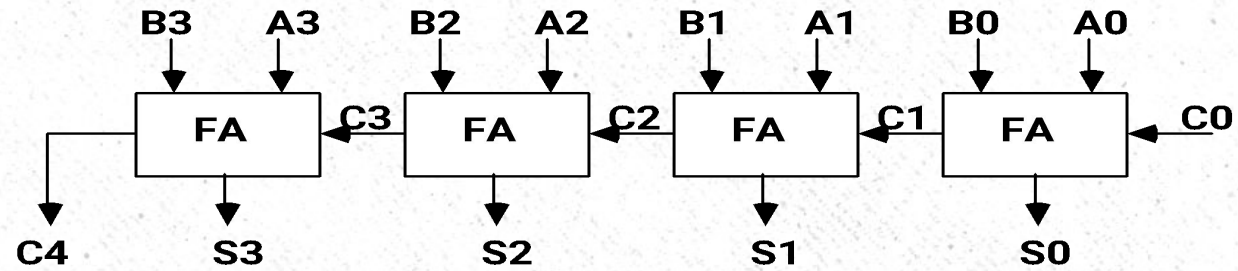 B3 A3 B2 A2 B1 A1 B0 A0
FA C3 FA C2 FA C1 FA C0
C4 S3 S2 S1 S0